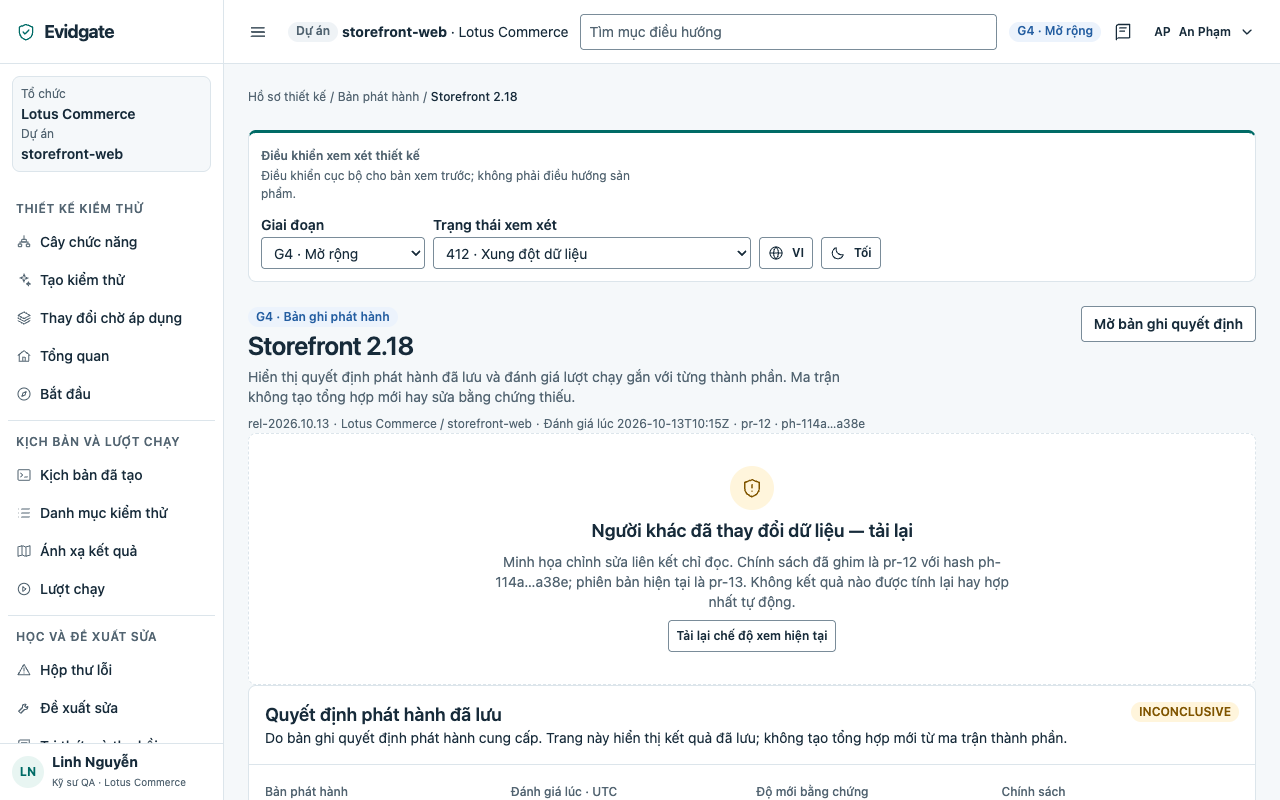 Evidgate
Dự án storefront-web · Lotus Commerce
Tìm mục điều hướng
G4 · Mở rộng
AP An Phạm
Tổ chức
Lotus Commerce
Dự án
storefront-web
THIẾT KẾ KIỂM THỬ
Cây chức năng
Tạo kiểm thử
Thay đổi chờ áp dụng
Tổng quan
Bắt đầu
KỊCH BẢN VÀ LƯỢT CHẠY
Kịch bản đã tạo
Danh mục kiểm thử
Ánh xạ kết quả
Lượt chạy
HỌC VÀ ĐỀ XUẤT SỬA
Hộp thư lỗi
Đề xuất sửa
LN
Linh Nguyễn
Kỹ sư QA · Lotus Commerce
Hồ sơ thiết kế / Bản phát hành / Storefront 2.18
Điều khiển xem xét thiết kế
Điều khiển cục bộ cho bản xem trước; không phải điều hướng sản
phẩm.
Giai đoạn
Trạng thái xem xét
G4 · Mở rộng
412 · Xung đột dữ liệu
VI
Tối
G4 · Bản ghi phát hành
Storefront 2.18
Mở bản ghi quyết định
Hiển thị quyết định phát hành đã lưu và đánh giá lượt chạy gắn với từng thành phần. Ma trận
không tạo tổng hợp mới hay sửa bằng chứng thiếu.
rel-2026.10.13 · Lotus Commerce / storefront-web · Đánh giá lúc 2026-10-13T10:15Z · pr-12 · ph-114a…a38e
Người khác đã thay đổi dữ liệu — tải lại
Minh họa chỉnh sửa liên kết chỉ đọc. Chính sách đã ghim là pr-12 với hash ph-
114a…a38e; phiên bản hiện tại là pr-13. Không kết quả nào được tính lại hay hợp
nhất tự động.
Tải lại chế độ xem hiện tại
Quyết định phát hành đã lưu
INCONCLUSIVE
Do bản ghi quyết định phát hành cung cấp. Trang này hiển thị kết quả đã lưu; không tạo tổng hợp mới từ ma trận thành phần.
Bản phát hành
Đánh giá lúc · UTC
Độ mới bằng chứng
Chính sách